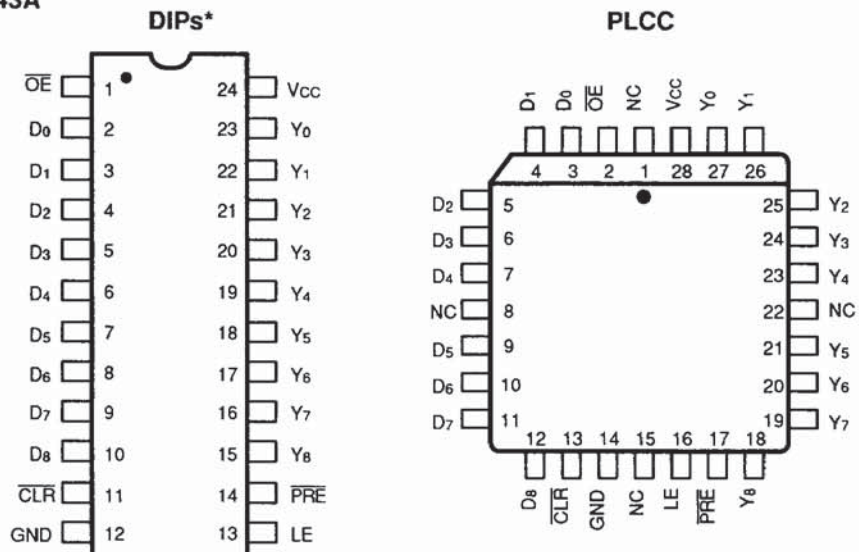 DIPs*
OE 1 24 Vcc
D0 2 23 Y0
D1 3 22 Y1
D2 4 21 Y2
D3 5 20 Y3
D4 6 19 Y4
D5 7 18 Y5
D6 8 17 Y6
D7 9 16 Y7
D8 10 15 Y8
CLR 11 14 PRE
GND 12 13 LE
PLCC
D1 D0 OE NC Vcc Y0 Y1
4 3 2 1 28 27 26
D2 5 25 Y2
D3 6 24 Y3
D4 7 23 Y4
NC 8 22 NC
D5 9 21 Y5
D6 10 20 Y6
D7 11 19 Y7
12 13 14 15 16 17 18
D8 CLR GND NC LE PRE Y8